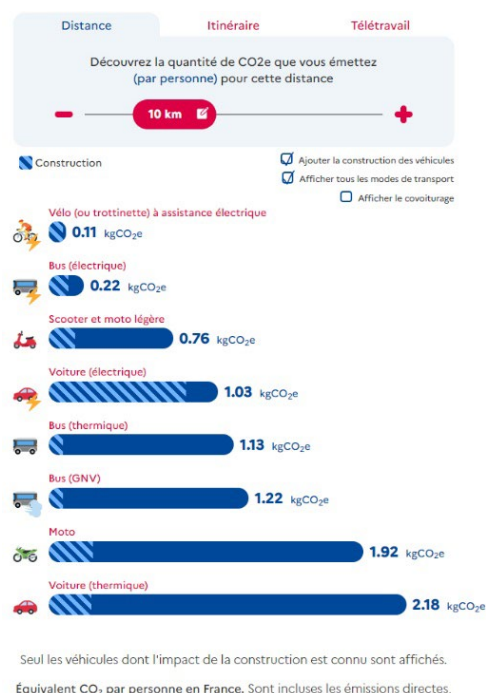 Distance Itinéraire Télétravail
Découvrez la quantité de CO2e que vous émettez
(par personne) pour cette distance
10 km
Construction
Ajouter la construction des véhicules
Afficher tous les modes de transport
Afficher le covoiturage
Vélo (ou trottinette) à assistance électrique
0.11 kgCO₂e
Bus (électrique)
0.22 kgCO₂e
Scooter et moto légère
0.76 kgCO₂e
Voiture (électrique)
1.03 kgCO₂e
Bus (thermique)
1.13 kgCO₂e
Bus (GNV)
1.22 kgCO₂e
Moto
1.92 kgCO₂e
Voiture (thermique)
2.18 kgCO₂e
Seul les véhicules dont l'impact de la construction est connu sont affichés.
Équivalent CO₂ par personne en France. Sont incluses les émissions directes,